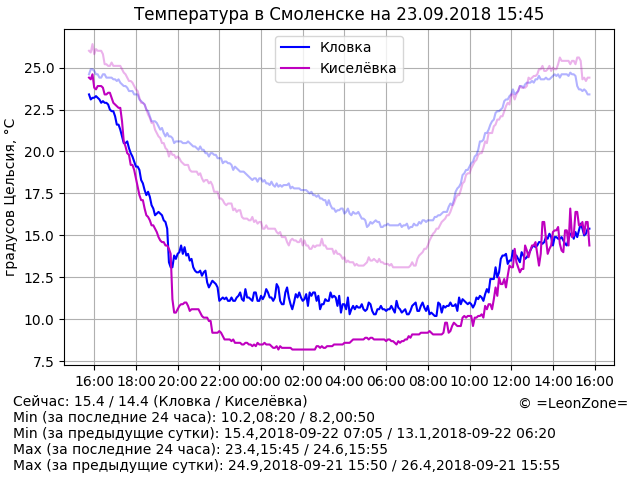 Температура в Смоленске на 23.09.2018 15:45
Кловка
Киселёвка
градусов Цельсия, °C
25.0
22.5
20.0
17.5
15.0
12.5
10.0
7.5
16:00 18:00 20:00 22:00 00:00 02:00 04:00 06:00 08:00 10:00 12:00 14:00 16:00
Сейчас: 15.4 / 14.4 (Кловка / Киселёвка)
© =LeonZone=
Min (за последние 24 часа): 10.2,08:20 / 8.2,00:50
Min (за предыдущие сутки): 15.4,2018-09-22 07:05 / 13.1,2018-09-22 06:20
Max (за последние 24 часа): 23.4,15:45 / 24.6,15:55
Max (за предыдущие сутки): 24.9,2018-09-21 15:50 / 26.4,2018-09-21 15:55